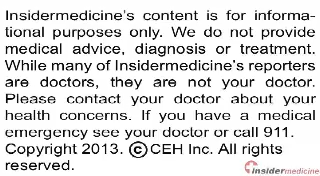 Insidermedicine's content is for informa-
tional purposes only. We do not provide
medical advice, diagnosis or treatment.
While many of Insidermedicine's reporters
are doctors, they are not your doctor.
Please contact your doctor about your
health concerns. If you have a medical
emergency see your doctor or call 911.
Copyright 2013. ©CEH Inc. All rights
reserved.
insidermedicine